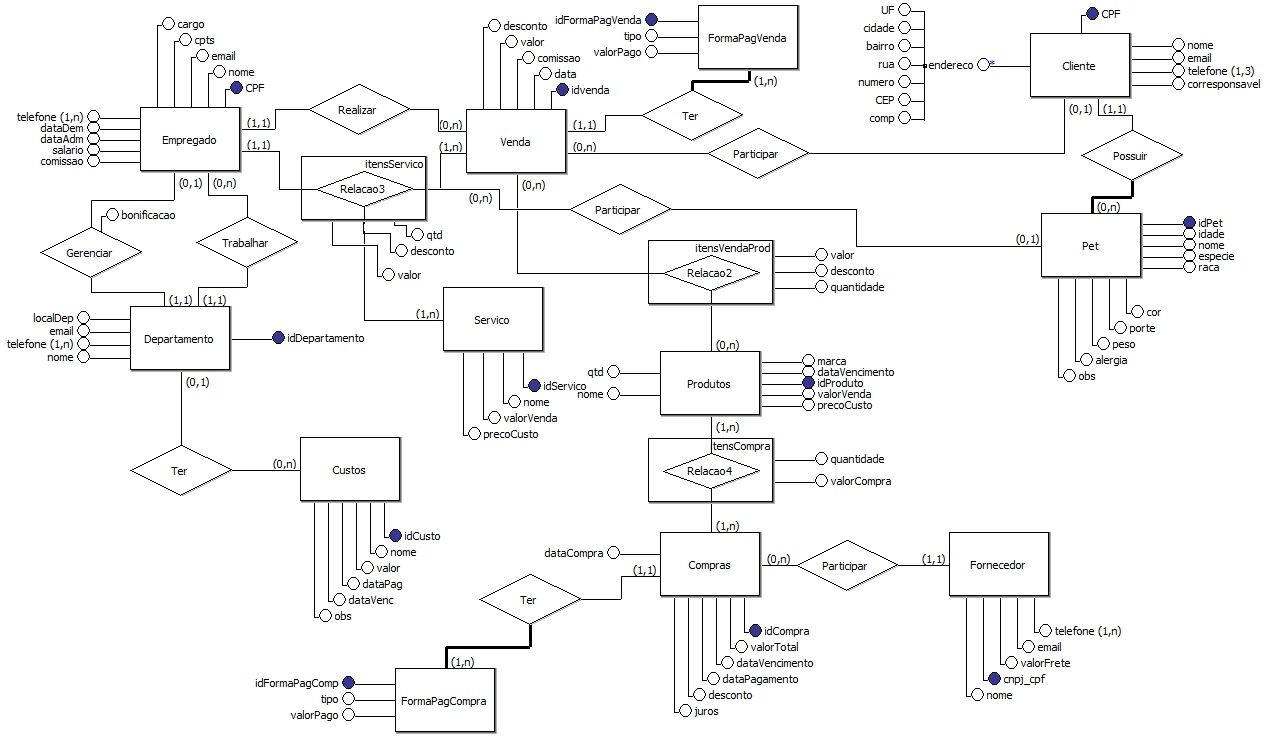 cargo
cpts
email
nome
CPF
telefone (1,n)
dataDem
dataAdm
salario
comissao
Empregado
(1,1)
(1,1)
(0,1)
(0,n)
Realizar
(0,n)
(1,n)
desconto
valor
comissao
data
idvenda
Venda
(1,1)
(0,n)
(0,n)
idFormaPagVenda
tipo
valorPago
FormaPagVenda
(1,n)
Ter
Participar
UF
cidade
bairro
rua
numero
CEP
comp
endereco
*
CPF
Cliente
nome
email
telefone (1,3)
corresponsavel
(0,1)
(1,1)
Possuir
(0,n)
itensServico
Relacao3
(0,n)
qtd
desconto
valor
Participar
(0,1)
Pet
idPet
idade
nome
especie
raca
cor
porte
peso
alergia
obs
bonificacao
Gerenciar
Trabalhar
(1,1)
(1,1)
localDep
email
telefone (1,n)
nome
Departamento
idDepartamento
(0,1)
(1,n)
Servico
idServico
nome
valorVenda
precoCusto
itensVendaProd
Relacao2
valor
desconto
quantidade
(0,n)
qtd
nome
Produtos
marca
dataVencimento
idProduto
valorVenda
precoCusto
(1,n)
tensCompra
Relacao4
quantidade
valorCompra
(1,n)
Ter
(0,n)
Custos
idCusto
nome
valor
dataPag
dataVenc
obs
dataCompra
(1,1)
Compras
(0,n)
Participar
(1,1)
Fornecedor
telefone (1,n)
email
valorFrete
cnpj_cpf
nome
idCompra
valorTotal
dataVencimento
dataPagamento
desconto
juros
Ter
(1,n)
idFormaPagComp
tipo
valorPago
FormaPagCompra